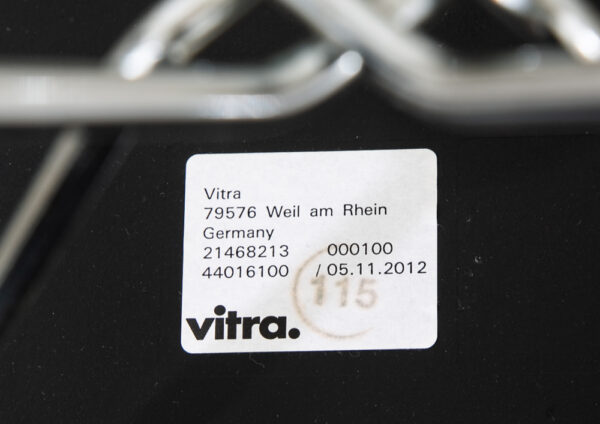 Vitra
79576 Weil am Rhein
Germany
21468213 000100
44016100 / 05.11.2012
115
vitra.